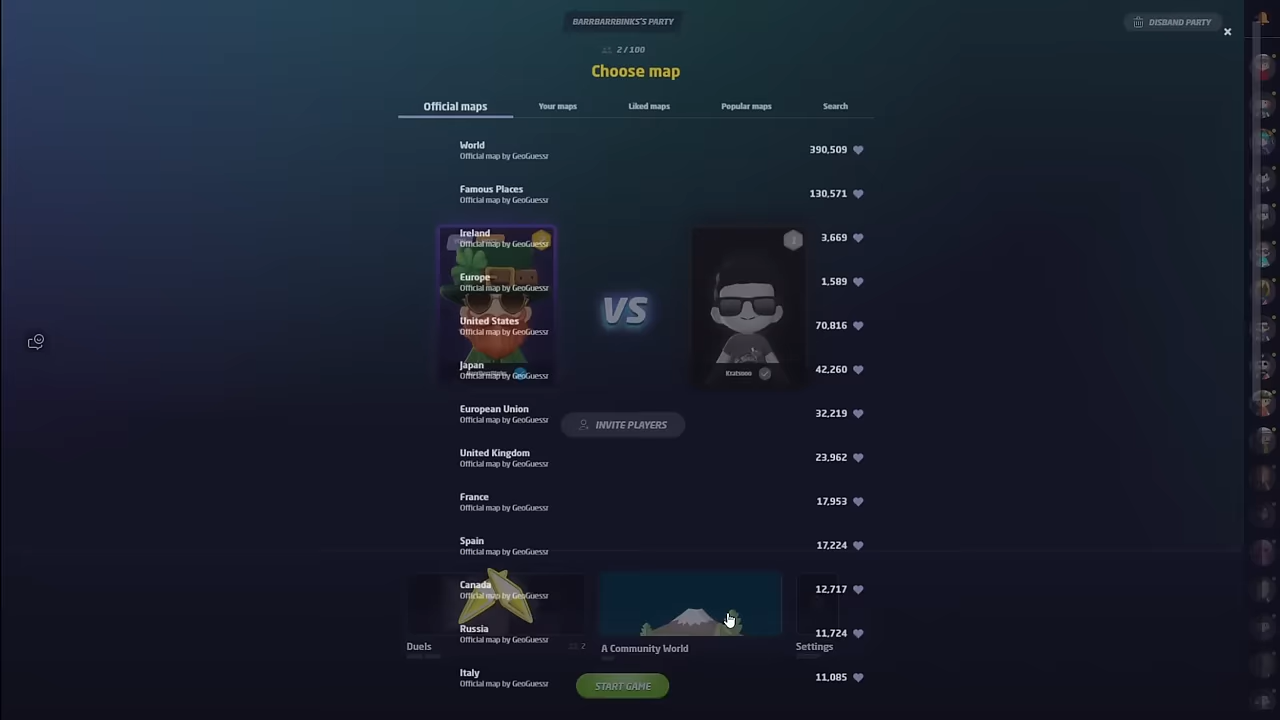 BARRBARRBINKS'S PARTY
DISBAND PARTY
2 / 100
Choose map
Official maps
Your maps
Liked maps
Popular maps
Search
World
Official map by GeoGuessr
390,509
Famous Places
Official map by GeoGuessr
130,571
Ireland
Official map by GeoGuessr
3,669
Europe
Official map by GeoGuessr
1,589
VS
United States
Official map by GeoGuessr
70,816
Japan
Official map by GeoGuessr
42,260
European Union
Official map by GeoGuessr
32,219
INVITE PLAYERS
United Kingdom
Official map by GeoGuessr
23,962
France
Official map by GeoGuessr
17,953
Spain
Official map by GeoGuessr
17,224
Canada
Official map by GeoGuessr
12,717
Russia
Official map by GeoGuessr
11,724
Duels
2
A Community World
Settings
Italy
Official map by GeoGuessr
11,085
START GAME